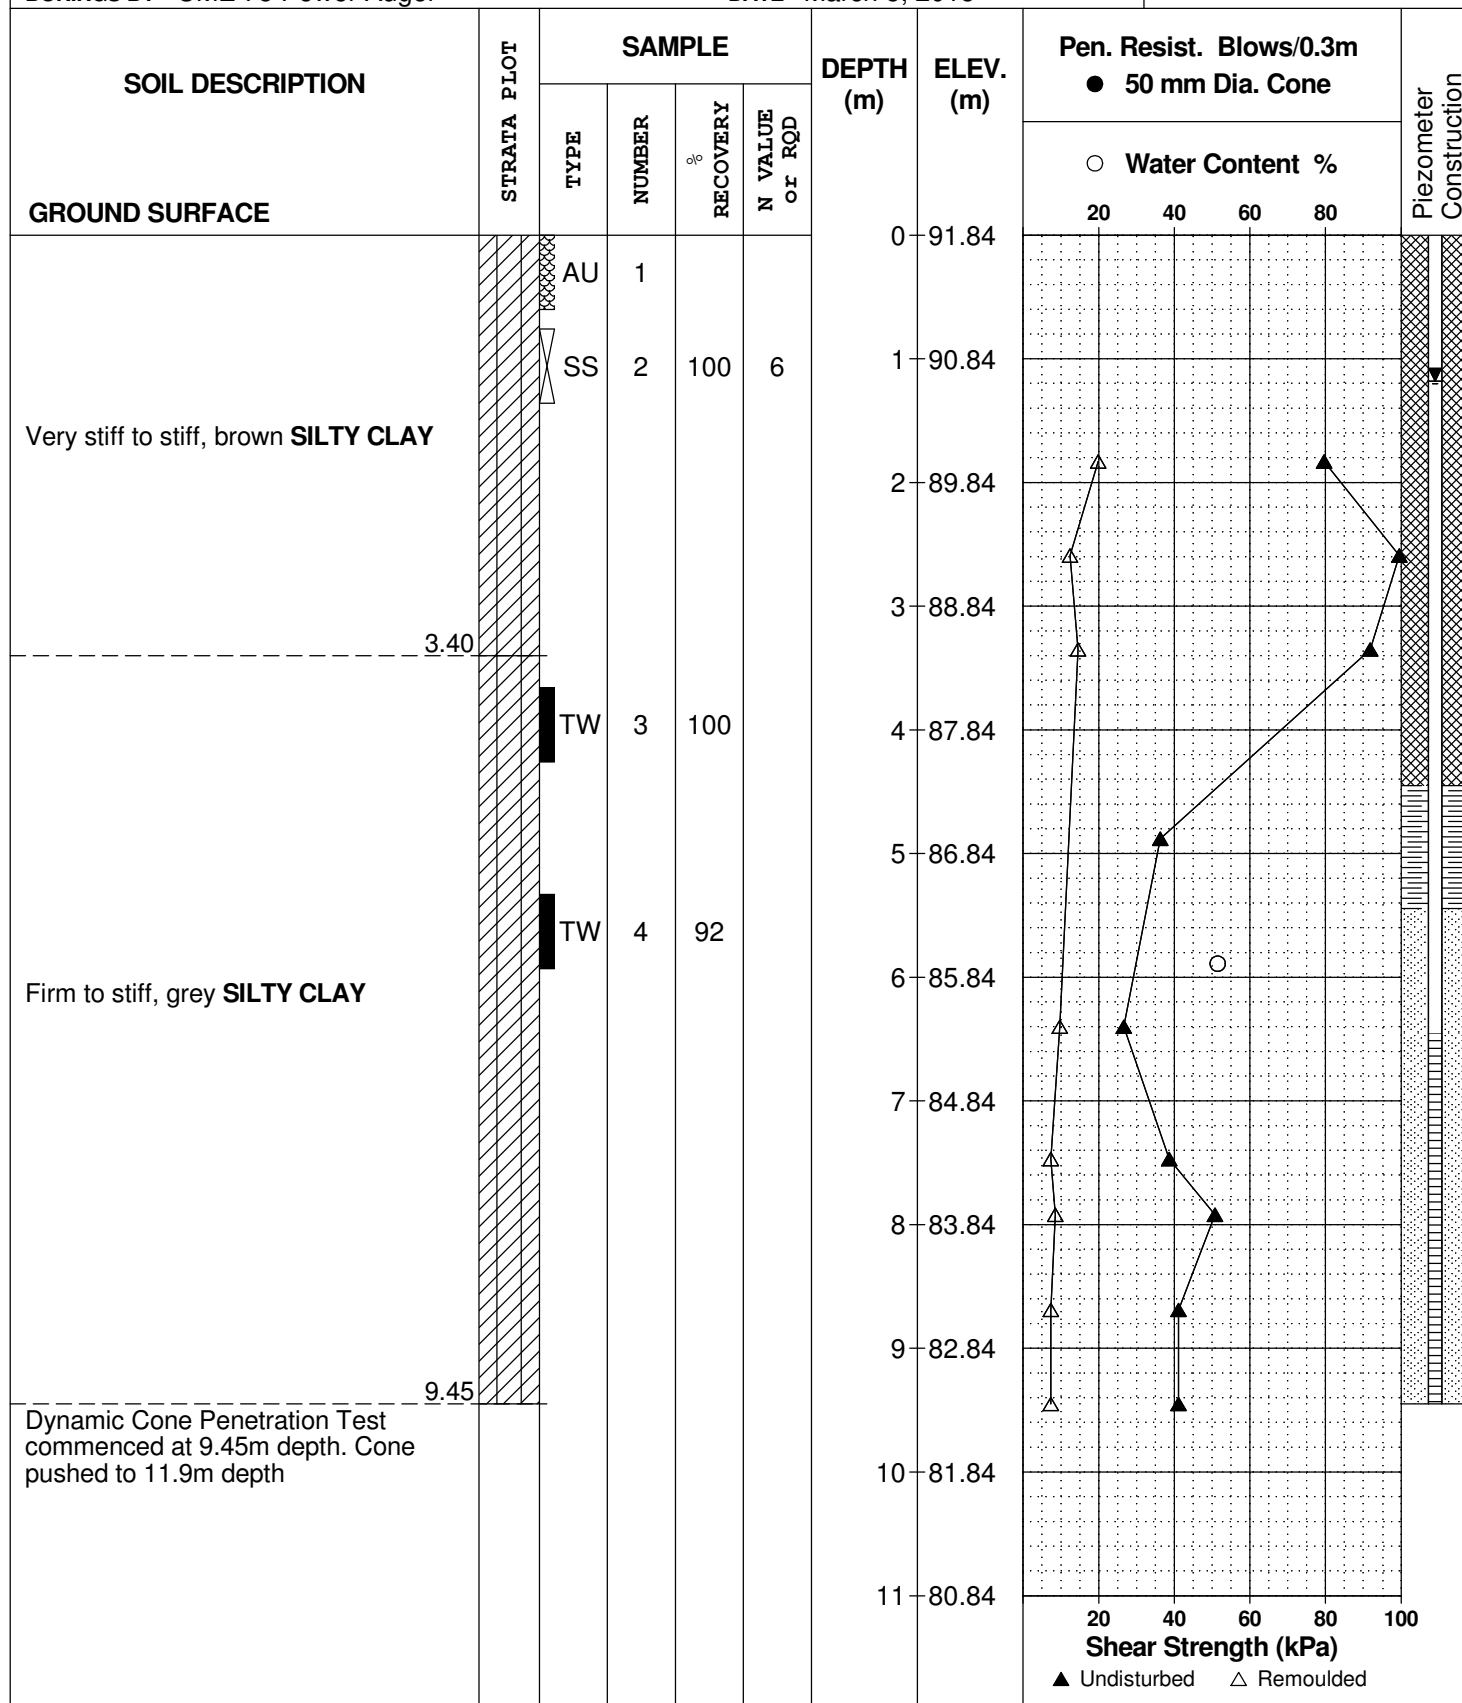 SOIL DESCRIPTION
GROUND SURFACE
STRATA PLOT
SAMPLE
TYPE
NUMBER
%
RECOVERY
N VALUE
or RQD
DEPTH
(m)
ELEV.
(m)
Pen. Resist. Blows/0.3m
● 50 mm Dia. Cone
○ Water Content %
20 40 60 80
Piezometer
Construction
0 91.84
AU 1
1 90.84
SS 2 100 6
Very stiff to stiff, brown SILTY CLAY
2 89.84
3 88.84
3.40
TW 3 100
4 87.84
5 86.84
TW 4 92
6 85.84
Firm to stiff, grey SILTY CLAY
7 84.84
8 83.84
9 82.84
9.45
Dynamic Cone Penetration Test
commenced at 9.45m depth. Cone
pushed to 11.9m depth
10 81.84
11 80.84
20 40 60 80 100
Shear Strength (kPa)
▲ Undisturbed △ Remoulded